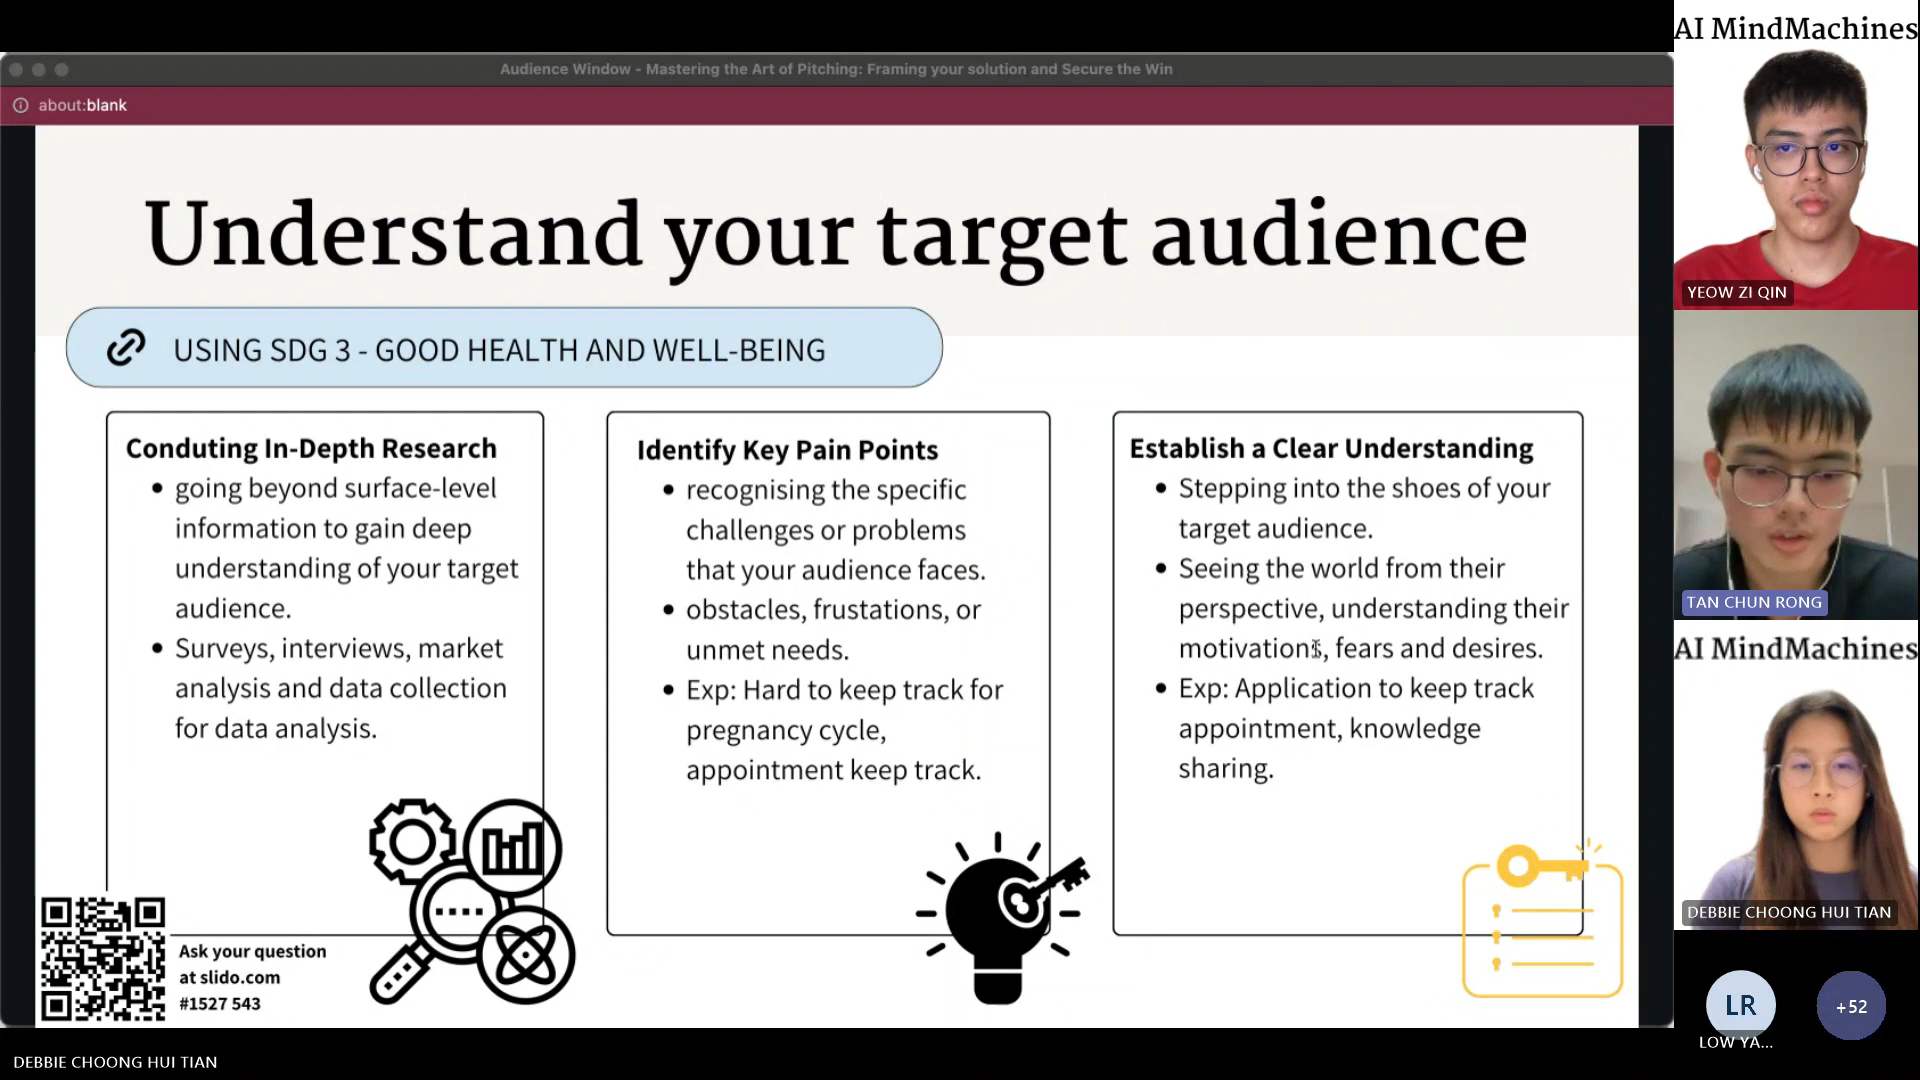 AI MindMachines
Audience Window - Mastering the Art of Pitching: Framing your solution and Secure the Win
about:blank
Understand your target audience
USING SDG 3 - GOOD HEALTH AND WELL-BEING
Conduting In-Depth Research
going beyond surface-level
information to gain deep
understanding of your target
audience.
Surveys, interviews, market
analysis and data collection
for data analysis.
Identify Key Pain Points
recognising the specific
challenges or problems
that your audience faces.
obstacles, frustations, or
unmet needs.
Exp: Hard to keep track for
pregnancy cycle,
appointment keep track.
Establish a Clear Understanding
Stepping into the shoes of your
target audience.
Seeing the world from their
perspective, understanding their
motivations, fears and desires.
Exp: Application to keep track
appointment, knowledge
sharing.
Ask your question
at slido.com
#1527 543
YEOW ZI QIN
TAN CHUN RONG
AI MindMachines
DEBBIE CHOONG HUI TIAN
LR
+52
LOW YA...
DEBBIE CHOONG HUI TIAN